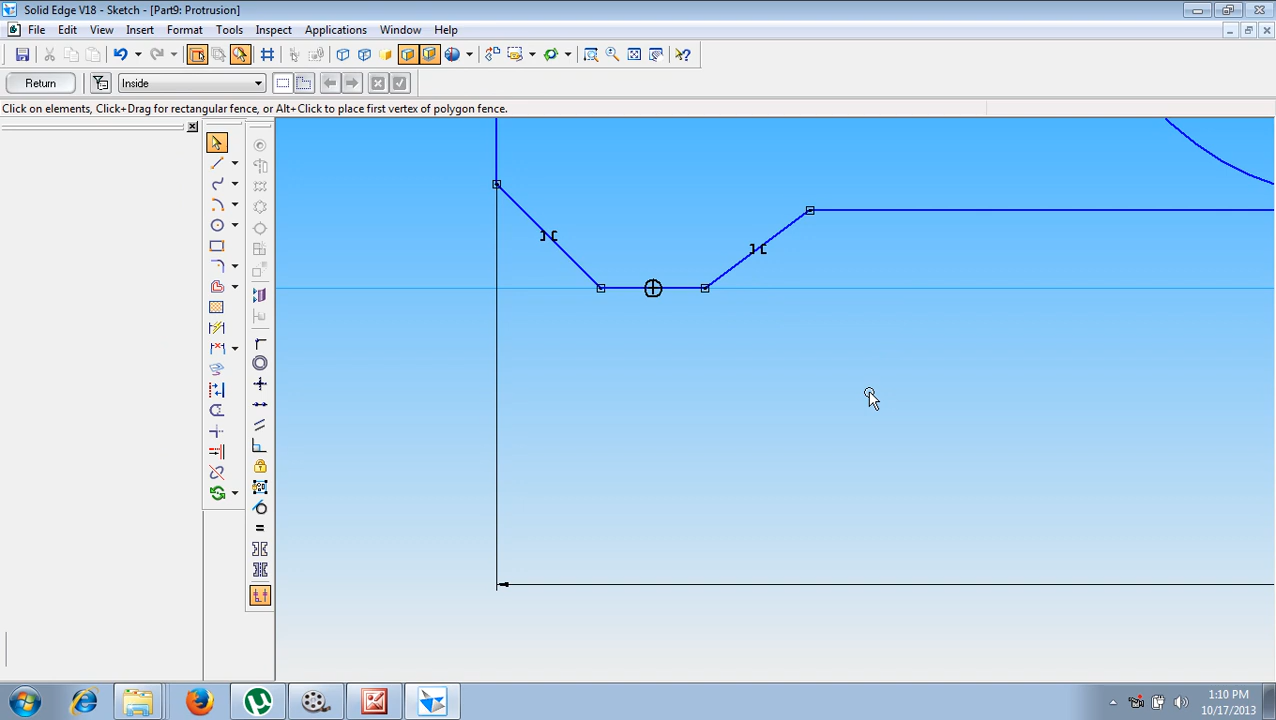 Solid Edge V18 - Sketch - [Part9: Protrusion]
File Edit View Insert Format Tools Inspect Applications Window Help
Return Inside
Click on elements, Click+Drag for rectangular fence, or Alt+Click to place first vertex of polygon fence.
1:10 PM
10/17/2013